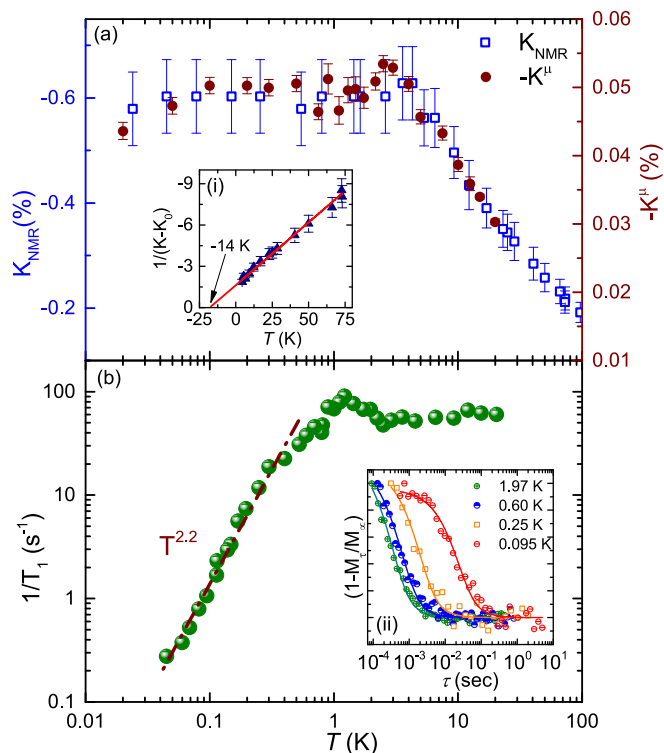 (a)
K_NMR
-K^μ
-0.6
-0.4
-0.2
K_NMR(%)
0.06
0.05
0.04
0.03
0.02
0.01
-K^μ (%)
(i)
-9
-6
-3
0
1/(K-K_0)
-14 K
-25 0 25 50 75
T (K)
(b)
100
10
1
0.1
1/T_1 (s^-1)
T^2.2
1.97 K
0.60 K
0.25 K
0.095 K
(1-M_τ/M_∞)
(ii)
10^-4 10^-3 10^-2 10^-1 10^0 10^1
τ (sec)
0.01 0.1 1 10 100
T (K)